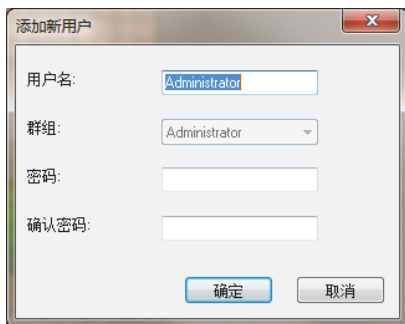 添加新用户
用户名: Administrator
群组: Administrator
密码:
确认密码:
确定 取消